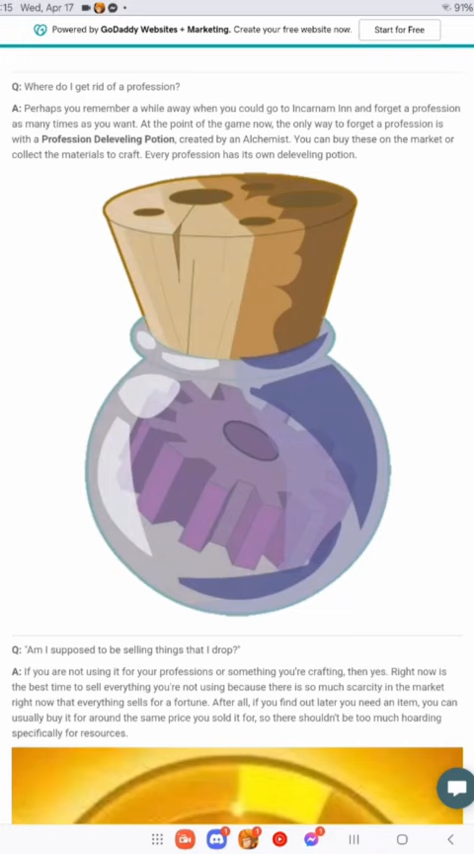 :15 Wed, Apr 17 • 91%
Powered by GoDaddy Websites + Marketing. Create your free website now. Start for Free
Q: Where do I get rid of a profession?
A: Perhaps you remember a while away when you could go to Incarnam Inn and forget a profession
as many times as you want. At the point of the game now, the only way to forget a profession is
with a Profession Deleveling Potion, created by an Alchemist. You can buy these on the market or
collect the materials to craft. Every profession has its own deleveling potion.
Q: "Am I supposed to be selling things that I drop?"
A: If you are not using it for your professions or something you're crafting, then yes. Right now is
the best time to sell everything you're not using because there is so much scarcity in the market
right now that everything sells for a fortune. After all, if you find out later you need an item, you can
usually buy it for around the same price you sold it for, so there shouldn't be too much hoarding
specifically for resources.